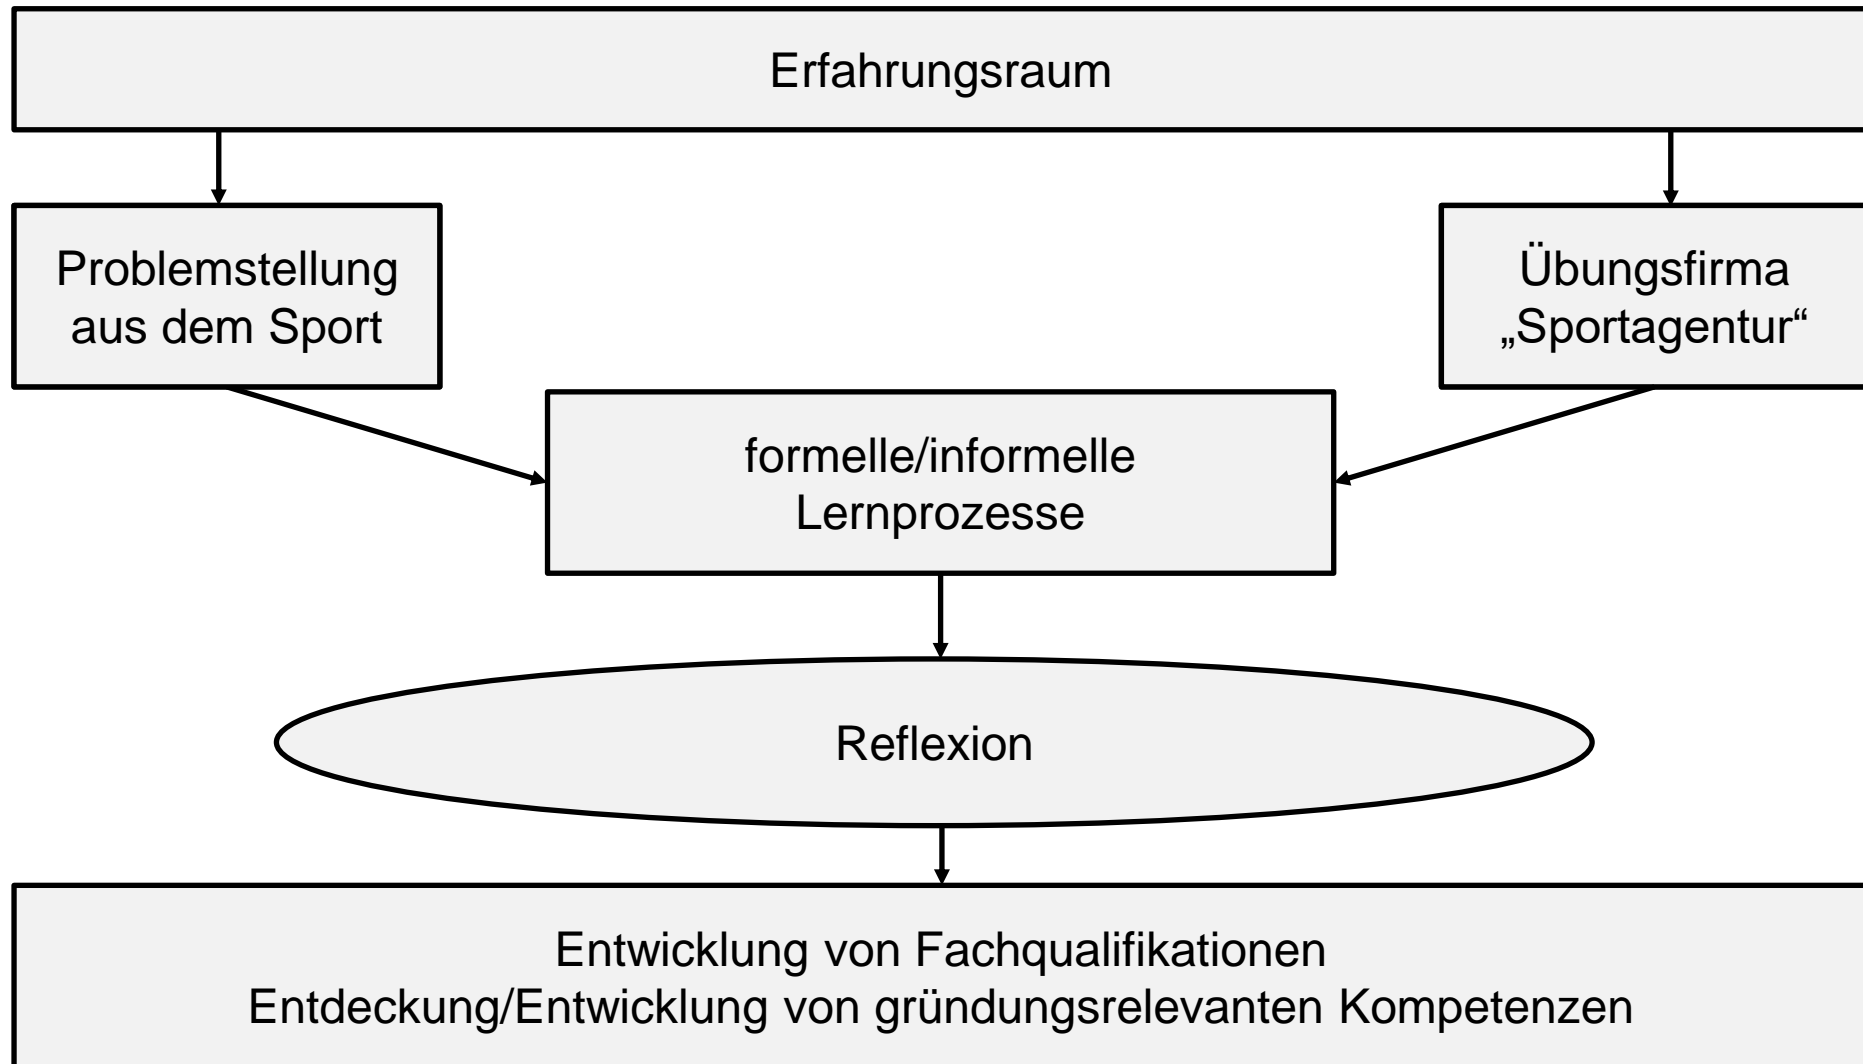 Erfahrungsraum
Problemstellung
aus dem Sport
Übungsfirma
„Sportagentur“
formelle/informelle
Lernprozesse
Reflexion
Entwicklung von Fachqualifikationen
Entdeckung/Entwicklung von gründungsrelevanten Kompetenzen